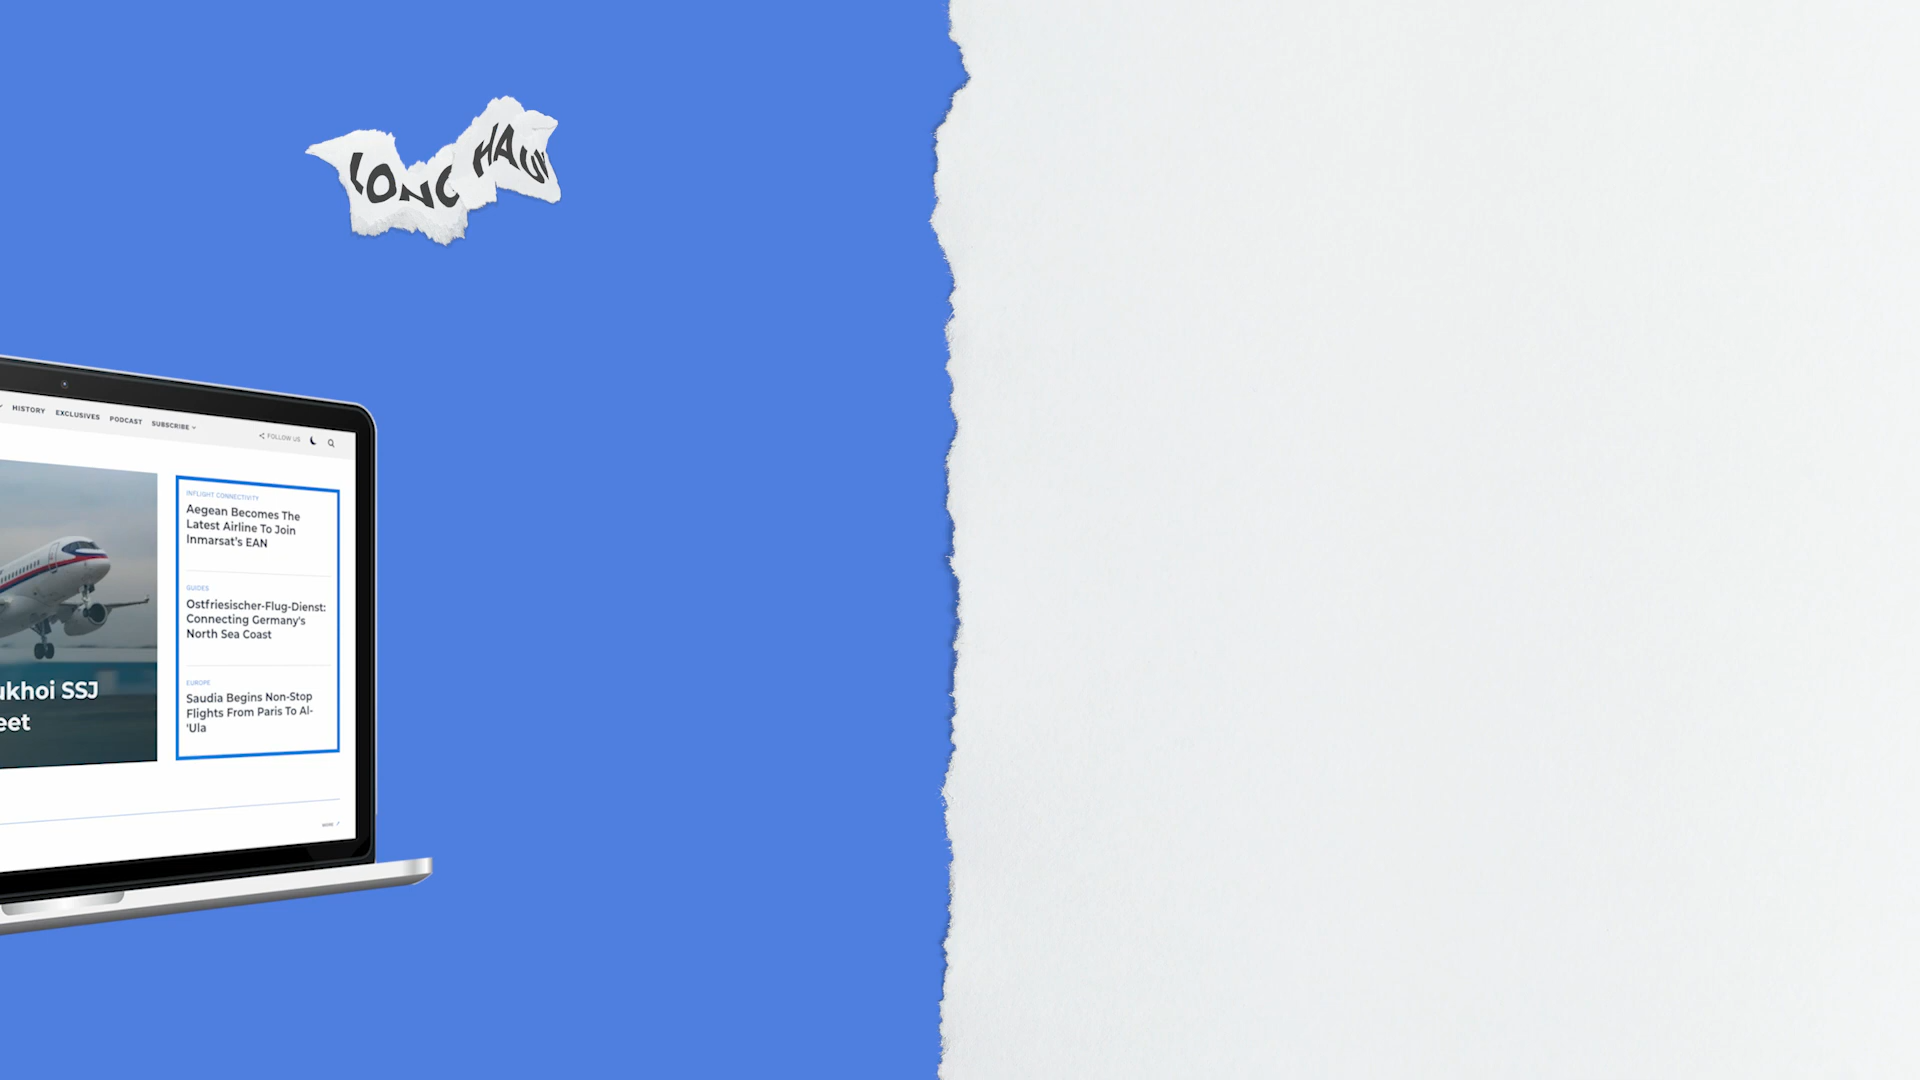 LONG HAUL
HISTORY EXCLUSIVES PODCAST SUBSCRIBE
FOLLOW US
INFLIGHT CONNECTIVITY
Aegean Becomes The
Latest Airline To Join
Inmarsat's EAN
GUIDES
Ostfriesischer-Flug-Dienst:
Connecting Germany's
North Sea Coast
ukhoi SSJ
eet
EUROPE
Saudia Begins Non-Stop
Flights From Paris To Al-
'Ula
MORE